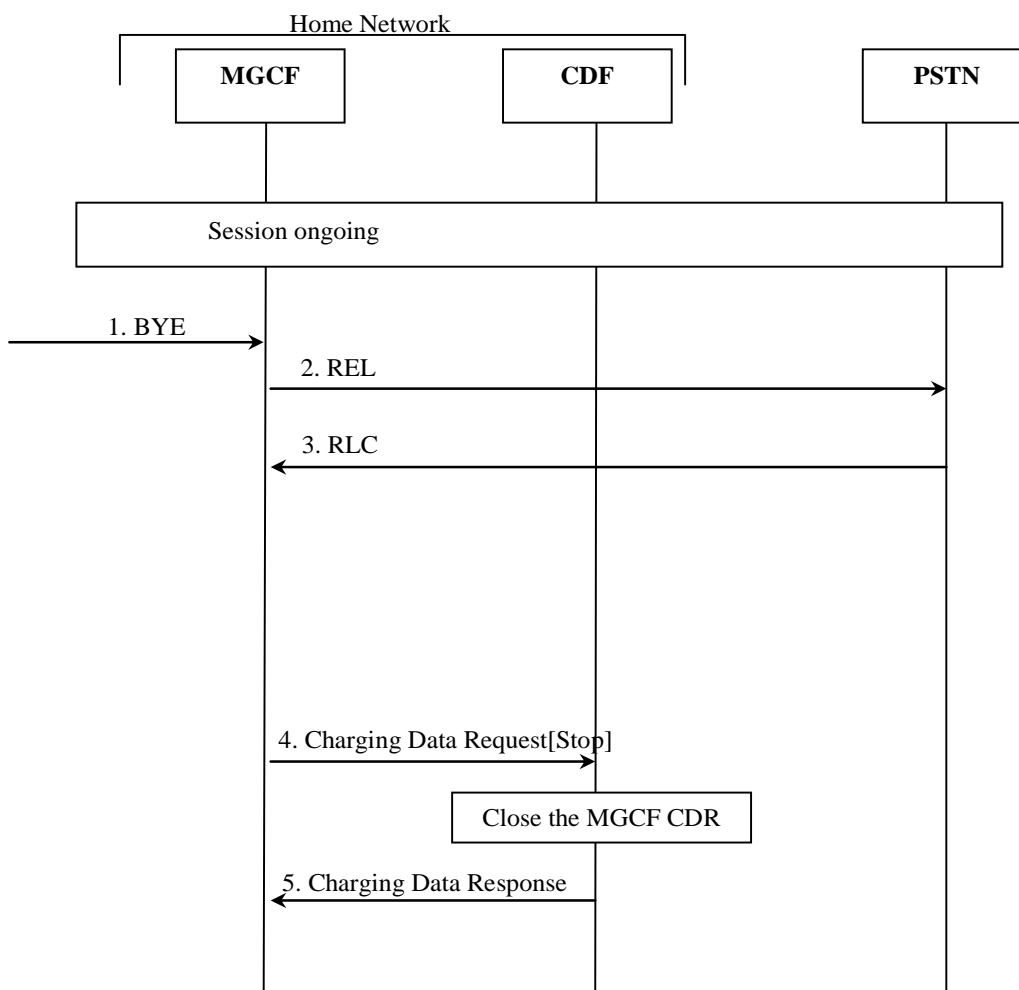 Home Network
MGCF
CDF
PSTN
Session ongoing
1. BYE
2. REL
3. RLC
4. Charging Data Request[Stop]
Close the MGCF CDR
5. Charging Data Response